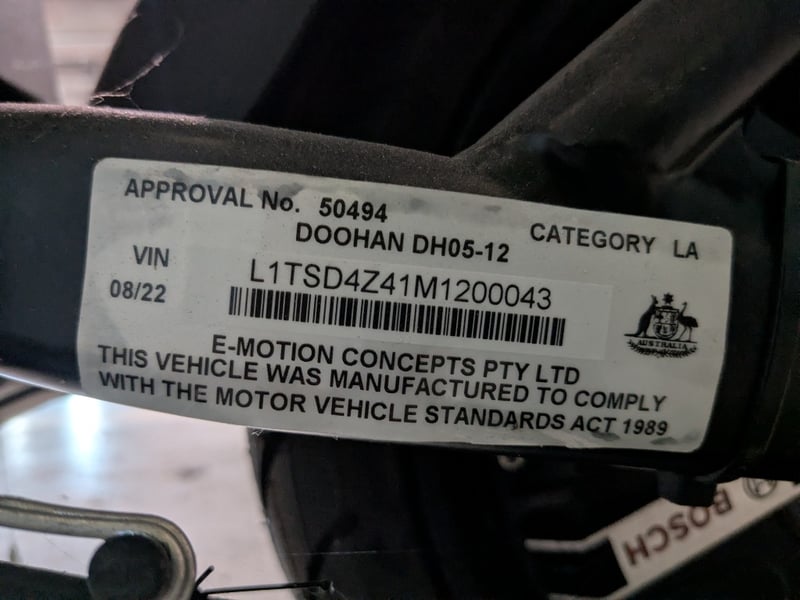 APPROVAL No. 50494
DOOHAN DH05-12
CATEGORY LA
VIN
L1TSD4Z41M1200043
08/22
AUSTRALIA
E-MOTION CONCEPTS PTY LTD
THIS VEHICLE WAS MANUFACTURED TO COMPLY
WITH THE MOTOR VEHICLE STANDARDS ACT 1989
BOSCH